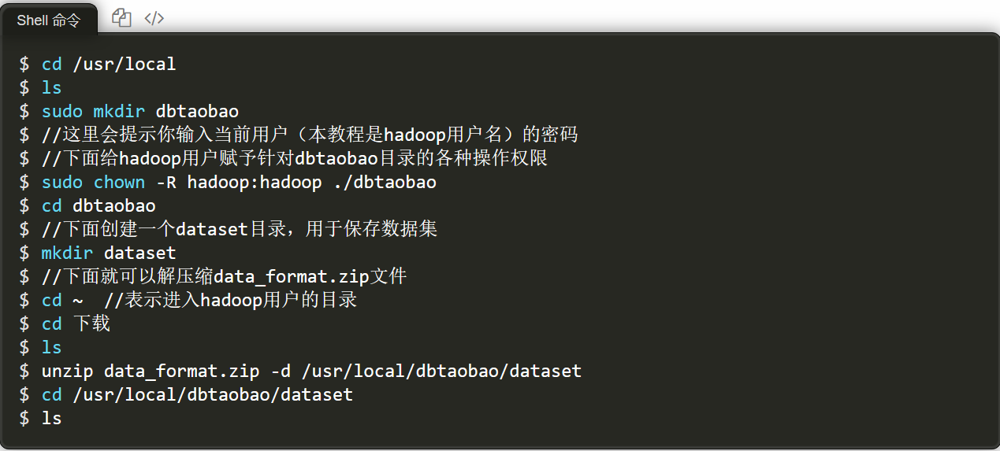 Shell 命令
$ cd /usr/local
$ ls
$ sudo mkdir dbtaobao
$ //这里会提示你输入当前用户（本教程是hadoop用户名）的密码
$ //下面给hadoop用户赋予针对dbtaobao目录的各种操作权限
$ sudo chown -R hadoop:hadoop ./dbtaobao
$ cd dbtaobao
$ //下面创建一个dataset目录，用于保存数据集
$ mkdir dataset
$ //下面就可以解压缩data_format.zip文件
$ cd ~  //表示进入hadoop用户的目录
$ cd 下载
$ ls
$ unzip data_format.zip -d /usr/local/dbtaobao/dataset
$ cd /usr/local/dbtaobao/dataset
$ ls